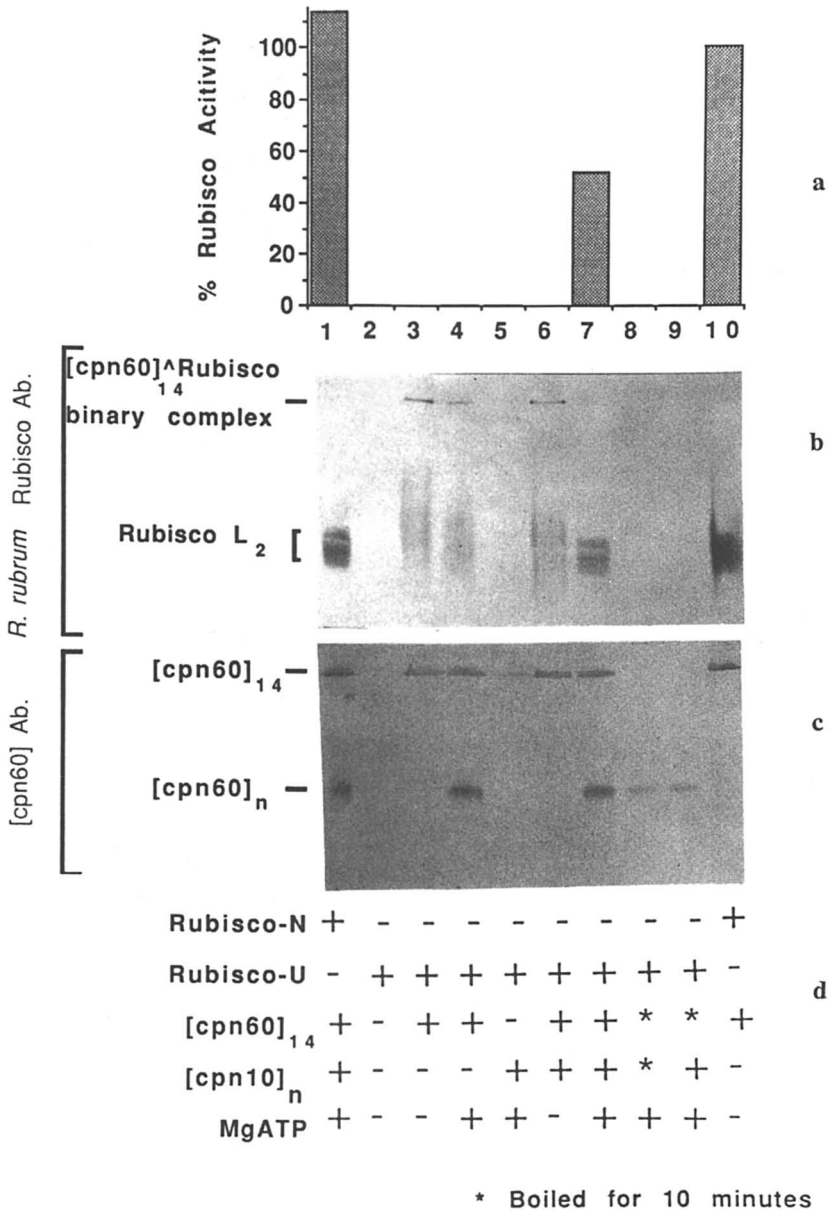 % Rubisco Acitivity
100
80
60
40
20
0
1 2 3 4 5 6 7 8 9 10
a
R. rubrum Rubisco Ab.
[cpn60]14^Rubisco
binary complex
Rubisco L2
b
[cpn60] Ab.
[cpn60]14
[cpn60]n
c
Rubisco-N + - - - - - - - - +
Rubisco-U - + + + + + + + + -
[cpn60]14 + - + + - + + * * +
[cpn10]n + - - - + + + * + -
MgATP + - - + + - + + + -
d
* Boiled for 10 minutes